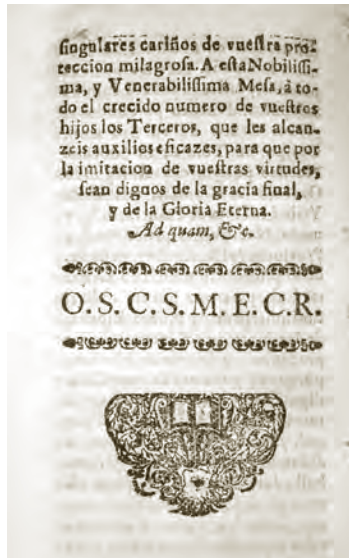 ſingulares cariños de vueſtra pro-
teccion milagroſa. A eſta Nobiliſſi-
ma, y Venerabiliſſima Meſa, à to-
do el crecido numero de vueſtros
hijos los Terceros, que les alcan-
zeis auxilios eficazes, para que por
la imitacion de vueſtras virtudes,
ſean dignos de la gracia final,
y de la Gloria Eterna.
Ad quam, &c.
O. S. C. S. M. E. C. R.